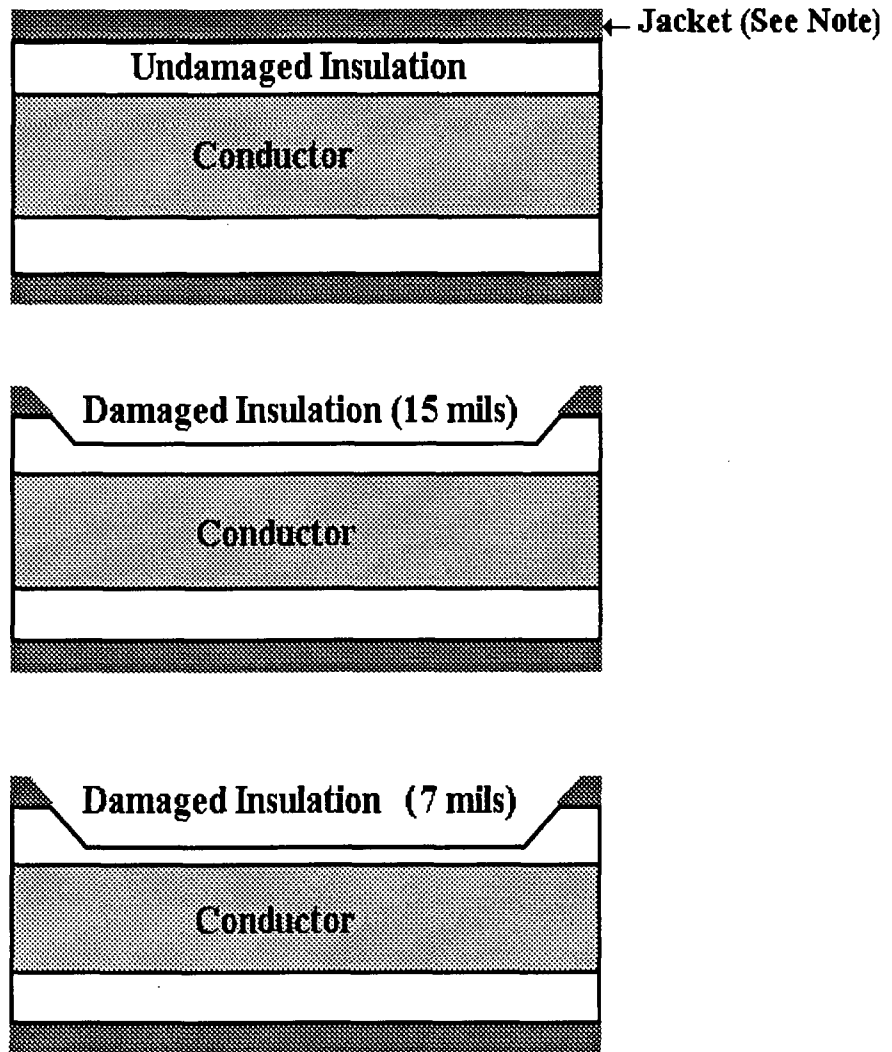 Jacket (See Note)
Undamaged Insulation
Conductor
Damaged Insulation (15 mils)
Conductor
Damaged Insulation (7 mils)
Conductor